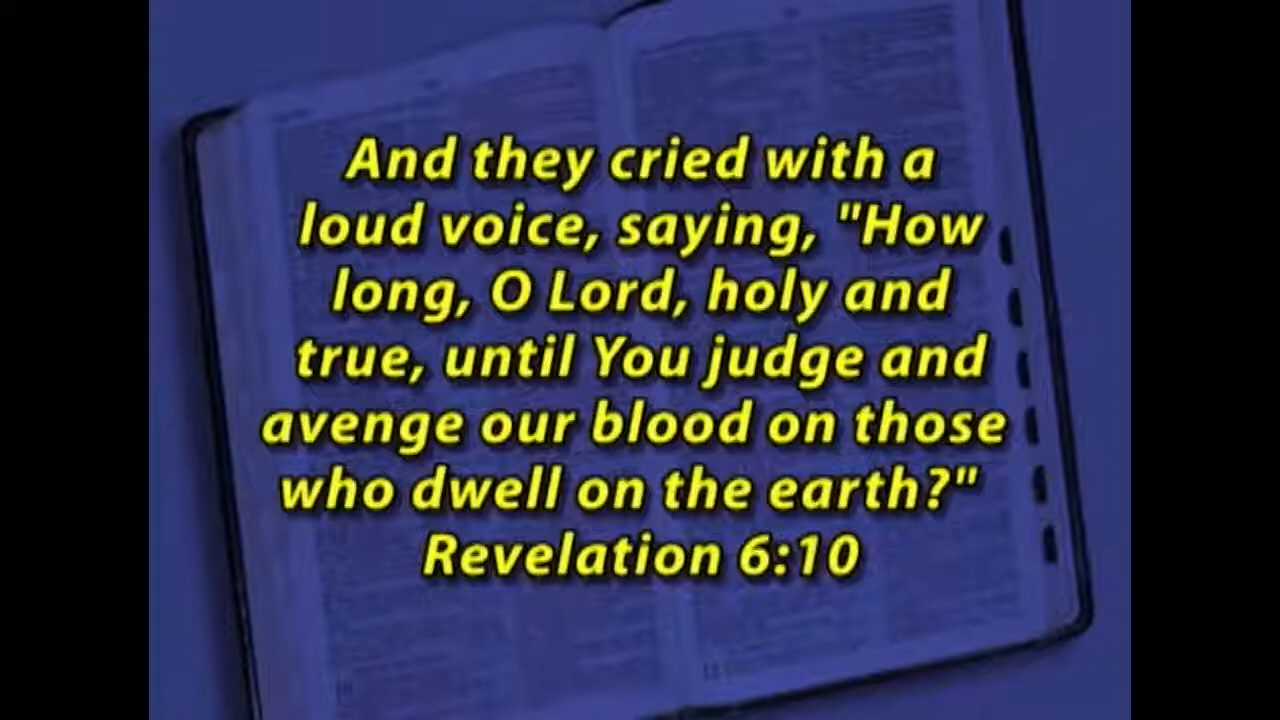 And they cried with a
loud voice, saying, "How
long, O Lord, holy and
true, until You judge and
avenge our blood on those
who dwell on the earth?"
Revelation 6:10